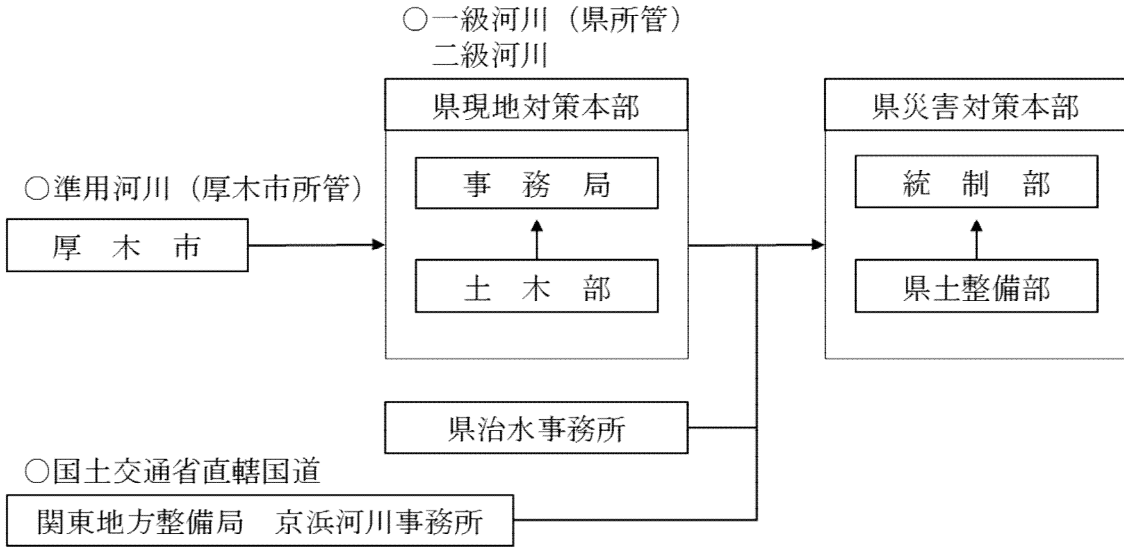 ○一級河川（県所管）
二級河川
県現地対策本部
県災害対策本部
事務局
統制部
○準用河川（厚木市所管）
厚木市
土木部
県土整備部
県治水事務所
○国土交通省直轄国道
関東地方整備局　京浜河川事務所